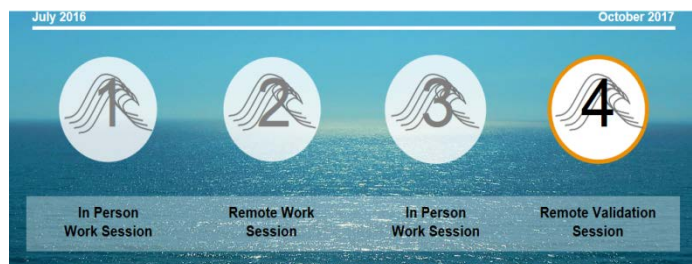 July 2016
October 2017
1
2
3
4
In Person
Work Session
Remote Work
Session
In Person
Work Session
Remote Validation
Session